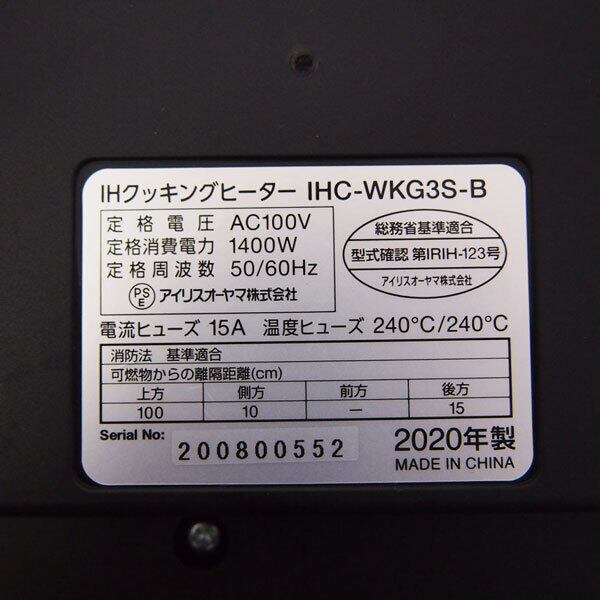 IHクッキングヒーター IHC-WKG3S-B
定格電圧 AC100V
定格消費電力 1400W
定格周波数 50/60Hz
PSE アイリスオーヤマ株式会社
総務省基準適合
型式確認 第IRIH-123号
アイリスオーヤマ株式会社
電流ヒューズ 15A 温度ヒューズ 240°C/240°C
消防法 基準適合
可燃物からの離隔距離(cm)
上方 側方 前方 後方
100 10 — 15
Serial No: 200800552
2020年製
MADE IN CHINA